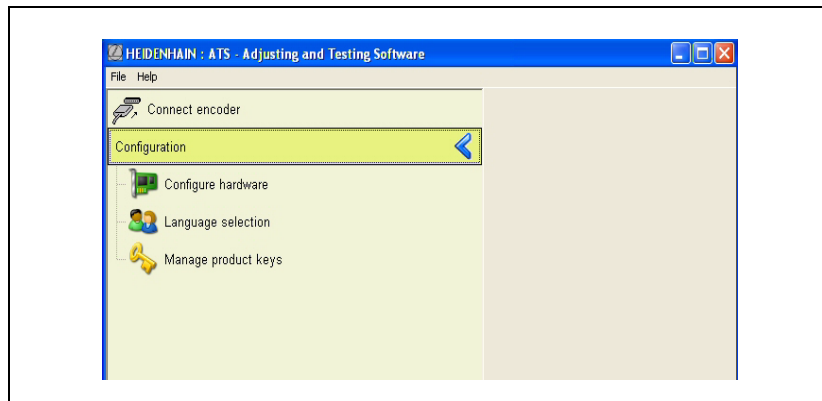 HEIDENHAIN : ATS - Adjusting and Testing Software
File Help
Connect encoder
Configuration
Configure hardware
Language selection
Manage product keys